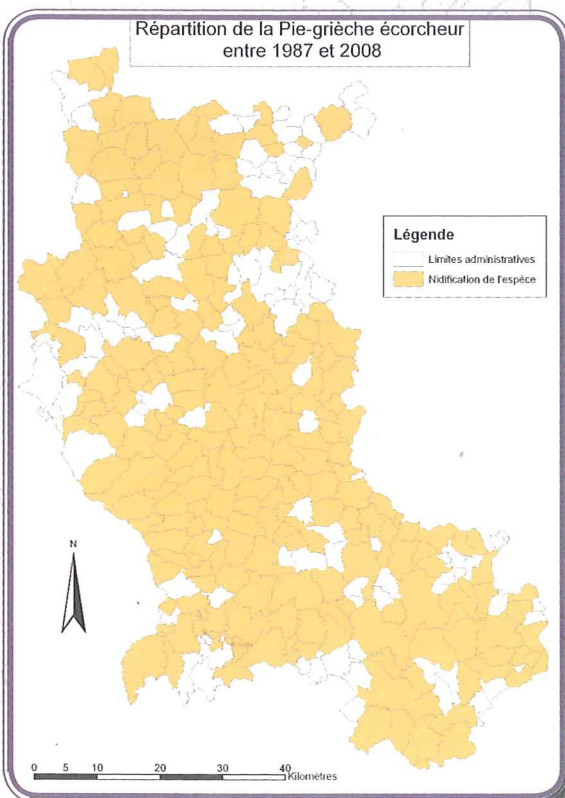 Répartition de la Pie-grièche écorcheur
entre 1987 et 2008
Légende
Limites administratives
Nidification de l'espèce
N
0 5 10 20 30 40
Kilomètres